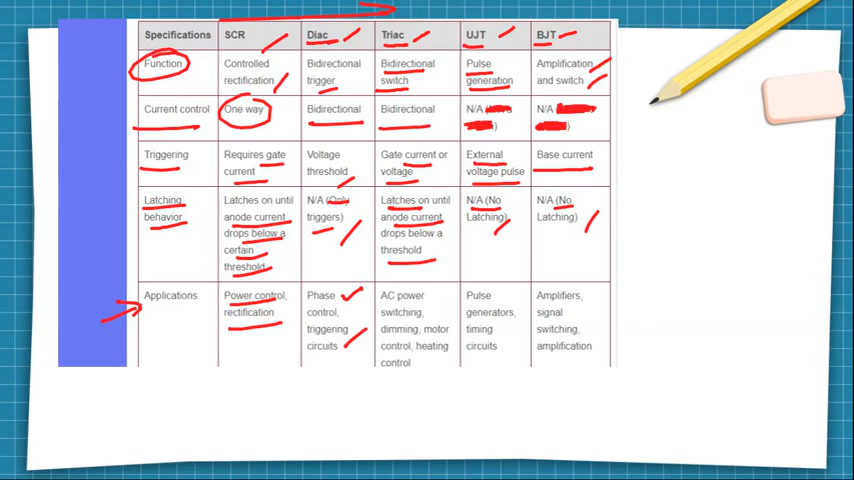 Specifications SCR Diac Triac UJT BJT
Function Controlled Bidirectional Bidirectional Pulse Amplification
rectification trigger switch generation and switch
Current control One way Bidirectional Bidirectional N/A N/A
) )
Triggering Requires gate Voltage Gate current or External Base current
current threshold voltage voltage pulse
Latching Latches on until N/A (Only Latches on until N/A (No N/A (No
behavior anode current triggers) anode current Latching) Latching)
drops below a drops below a
certain threshold
threshold
Applications Power control, Phase AC power Pulse Amplifiers,
rectification control, switching, generators, signal
triggering dimming, motor timing switching,
circuits control, heating circuits amplification
control